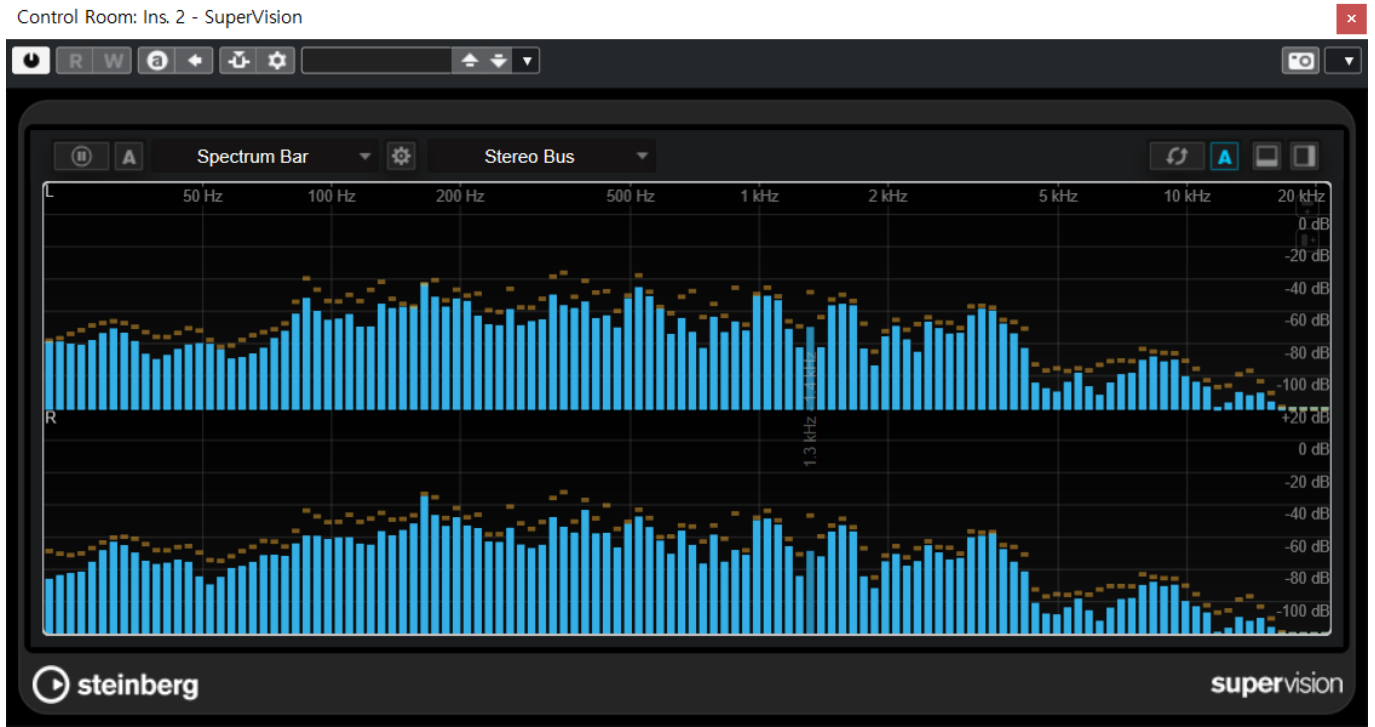 Control Room: Ins. 2 - SuperVision
R W a
A Spectrum Bar Stereo Bus A
L 50 Hz 100 Hz 200 Hz 500 Hz 1 kHz 2 kHz 5 kHz 10 kHz 20 kHz
0 dB
-20 dB
-40 dB
-60 dB
-80 dB
-100 dB
1.3 kHz - 1.4 kHz
R +20 dB
0 dB
-20 dB
-40 dB
-60 dB
-80 dB
-100 dB
steinberg supervision